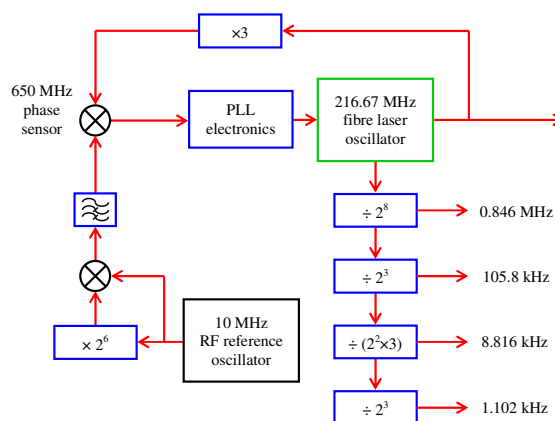 ×3
650 MHz
phase
sensor
PLL
electronics
216.67 MHz
fibre laser
oscillator
÷ 2⁸
0.846 MHz
÷ 2³
105.8 kHz
10 MHz
RF reference
oscillator
× 2⁶
÷ (2²×3)
8.816 kHz
÷ 2³
1.102 kHz